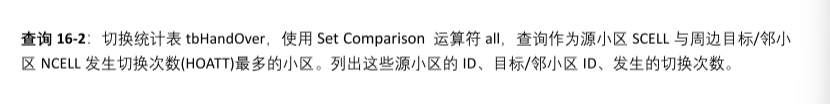 查询 16-2：切换统计表 tbHandOver，使用 Set Comparison 运算符 all，查询作为源小区 SCELL 与周边目标/邻小
区 NCELL 发生切换次数(HOATT)最多的小区。列出这些源小区的 ID、目标/邻小区 ID、发生的切换次数。